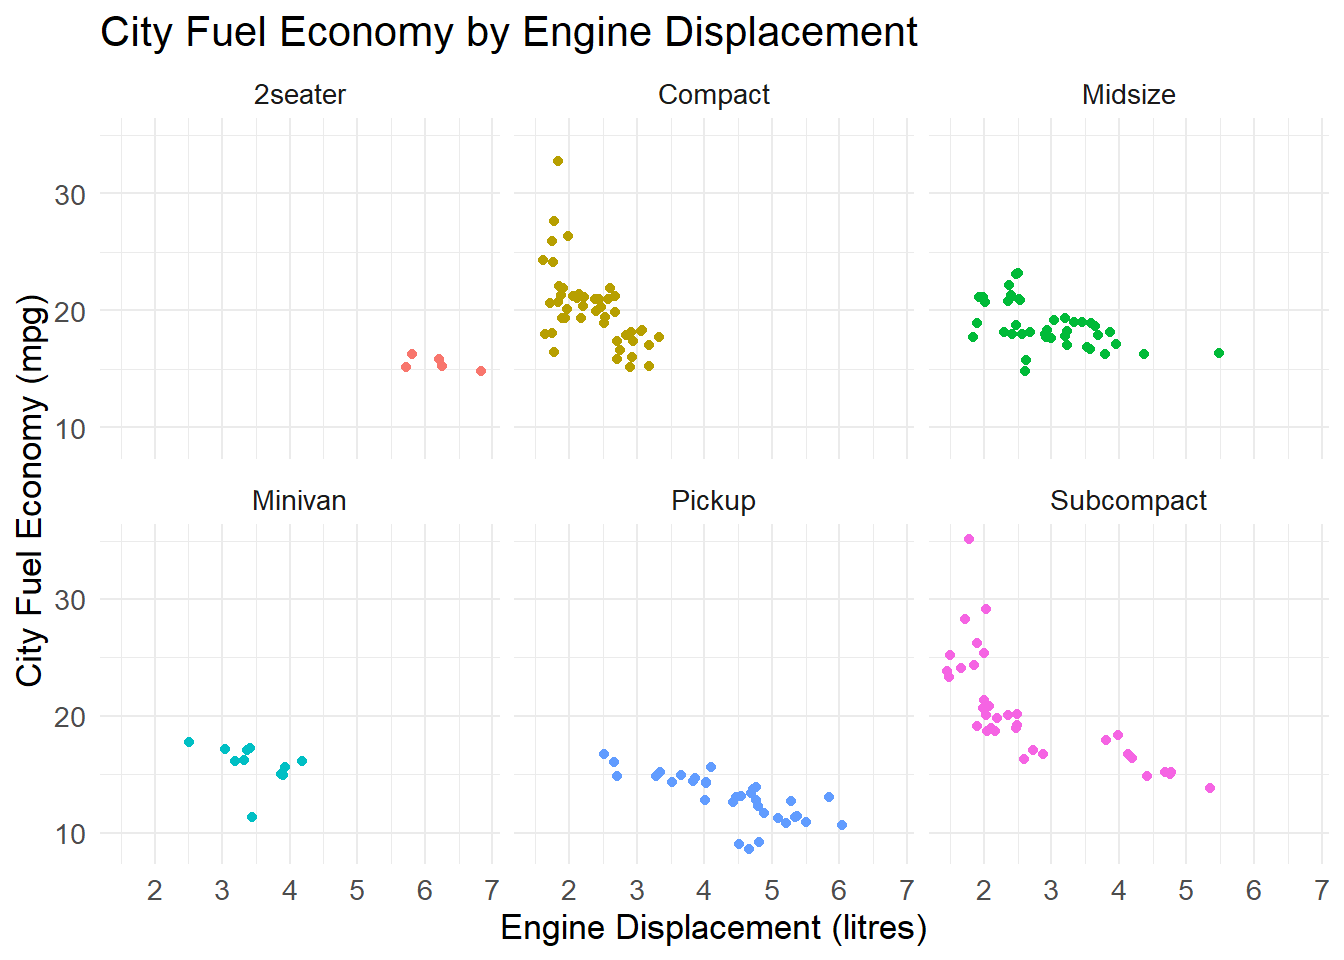 City Fuel Economy by Engine Displacement
2seater Compact Midsize
30
20
10
Minivan Pickup Subcompact
30
20
10
City Fuel Economy (mpg)
2 3 4 5 6 7 2 3 4 5 6 7 2 3 4 5 6 7
Engine Displacement (litres)